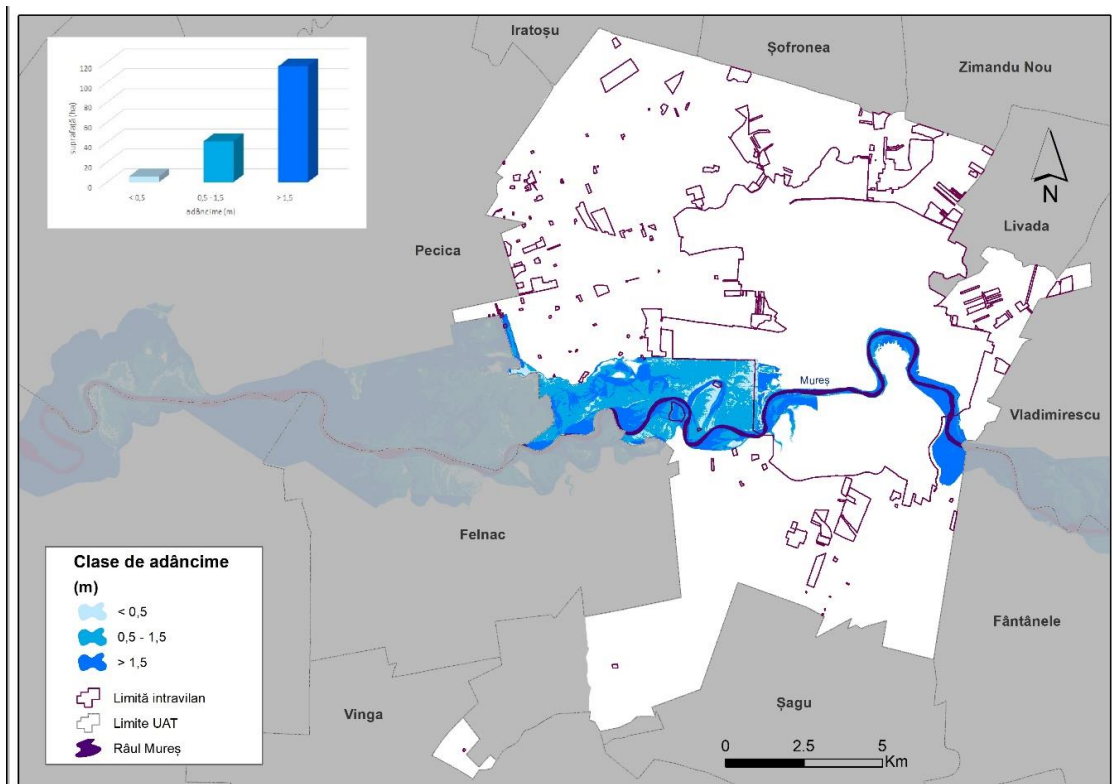 Iratoșu
Șofronea
Zimandu Nou
120
100
80
60
40
20
0
suprafață (ha)
< 0,5
0,5 - 1,5
> 1,5
adâncime (m)
N
Livada
Pecica
Mureș
Vladimirescu
Felnac
Clase de adâncime
(m)
< 0,5
0,5 - 1,5
> 1,5
Limită intravilan
Limite UAT
Râul Mureș
Fântânele
Vinga
Șagu
0 2.5 5
Km